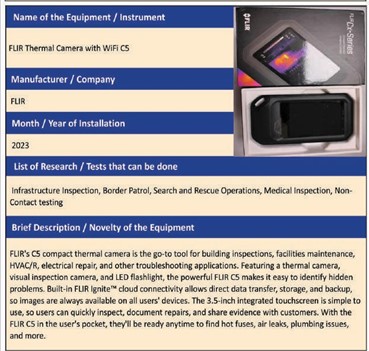 Name of the Equipment / Instrument
FLIR Thermal Camera with WiFi C5
Manufacturer / Company
FLIR
Month / Year of Installation
2023
List of Research / Tests that can be done
Infrastructure Inspection, Border Patrol, Search and Rescue Operations, Medical Inspection, Non-
Contact testing
Brief Description / Novelty of the Equipment
FLIR's C5 compact thermal camera is the go-to tool for building inspections, facilities maintenance,
HVAC/R, electrical repair, and other troubleshooting applications. Featuring a thermal camera,
visual inspection camera, and LED flashlight, the powerful FLIR C5 makes it easy to identify hidden
problems. Built-in FLIR Ignite™ cloud connectivity allows direct data transfer, storage, and backup,
so images are always available on all users' devices. The 3.5-inch integrated touchscreen is simple to
use, so users can quickly inspect, document repairs, and share evidence with customers. With the
FLIR C5 in the user's pocket, they'll be ready anytime to find hot fuses, air leaks, plumbing issues,
and more.
FLIR
FLIR Cx-Series